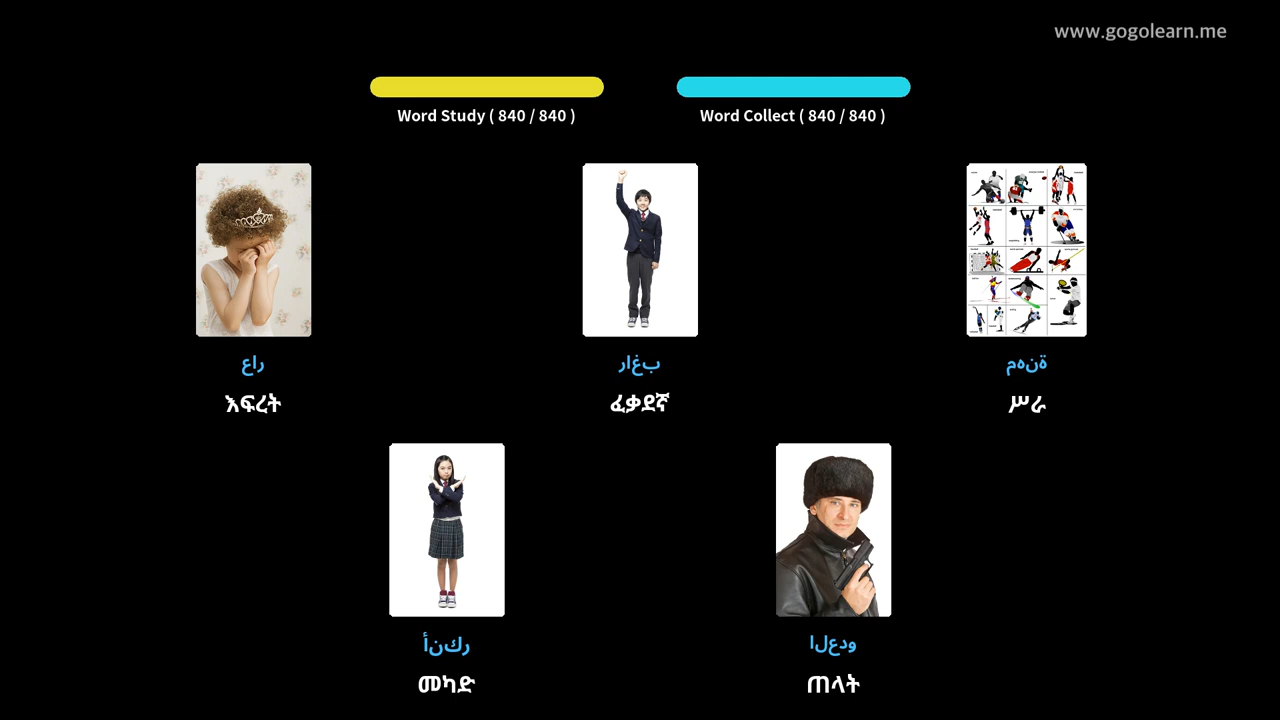 www.gogolearn.me
Word Study ( 840 / 840 )
Word Collect ( 840 / 840 )
عار
راغب
مهنة
እፍረት
ፈቃደኛ
ሥራ
أنكر
العدو
መካድ
ጠላት